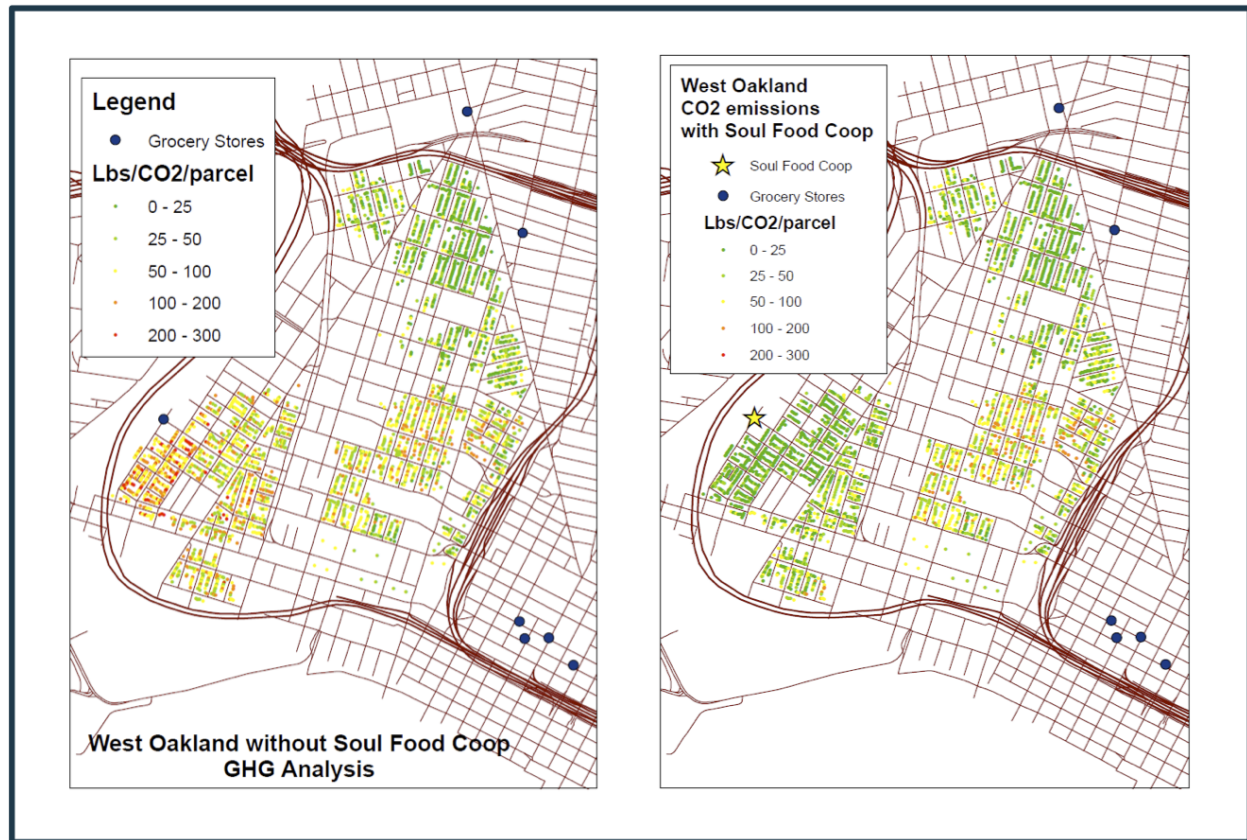 Legend
Grocery Stores
Lbs/CO2/parcel
0 - 25
25 - 50
50 - 100
100 - 200
200 - 300
West Oakland without Soul Food Coop
GHG Analysis
West Oakland
CO2 emissions
with Soul Food Coop
Soul Food Coop
Grocery Stores
Lbs/CO2/parcel
0 - 25
25 - 50
50 - 100
100 - 200
200 - 300